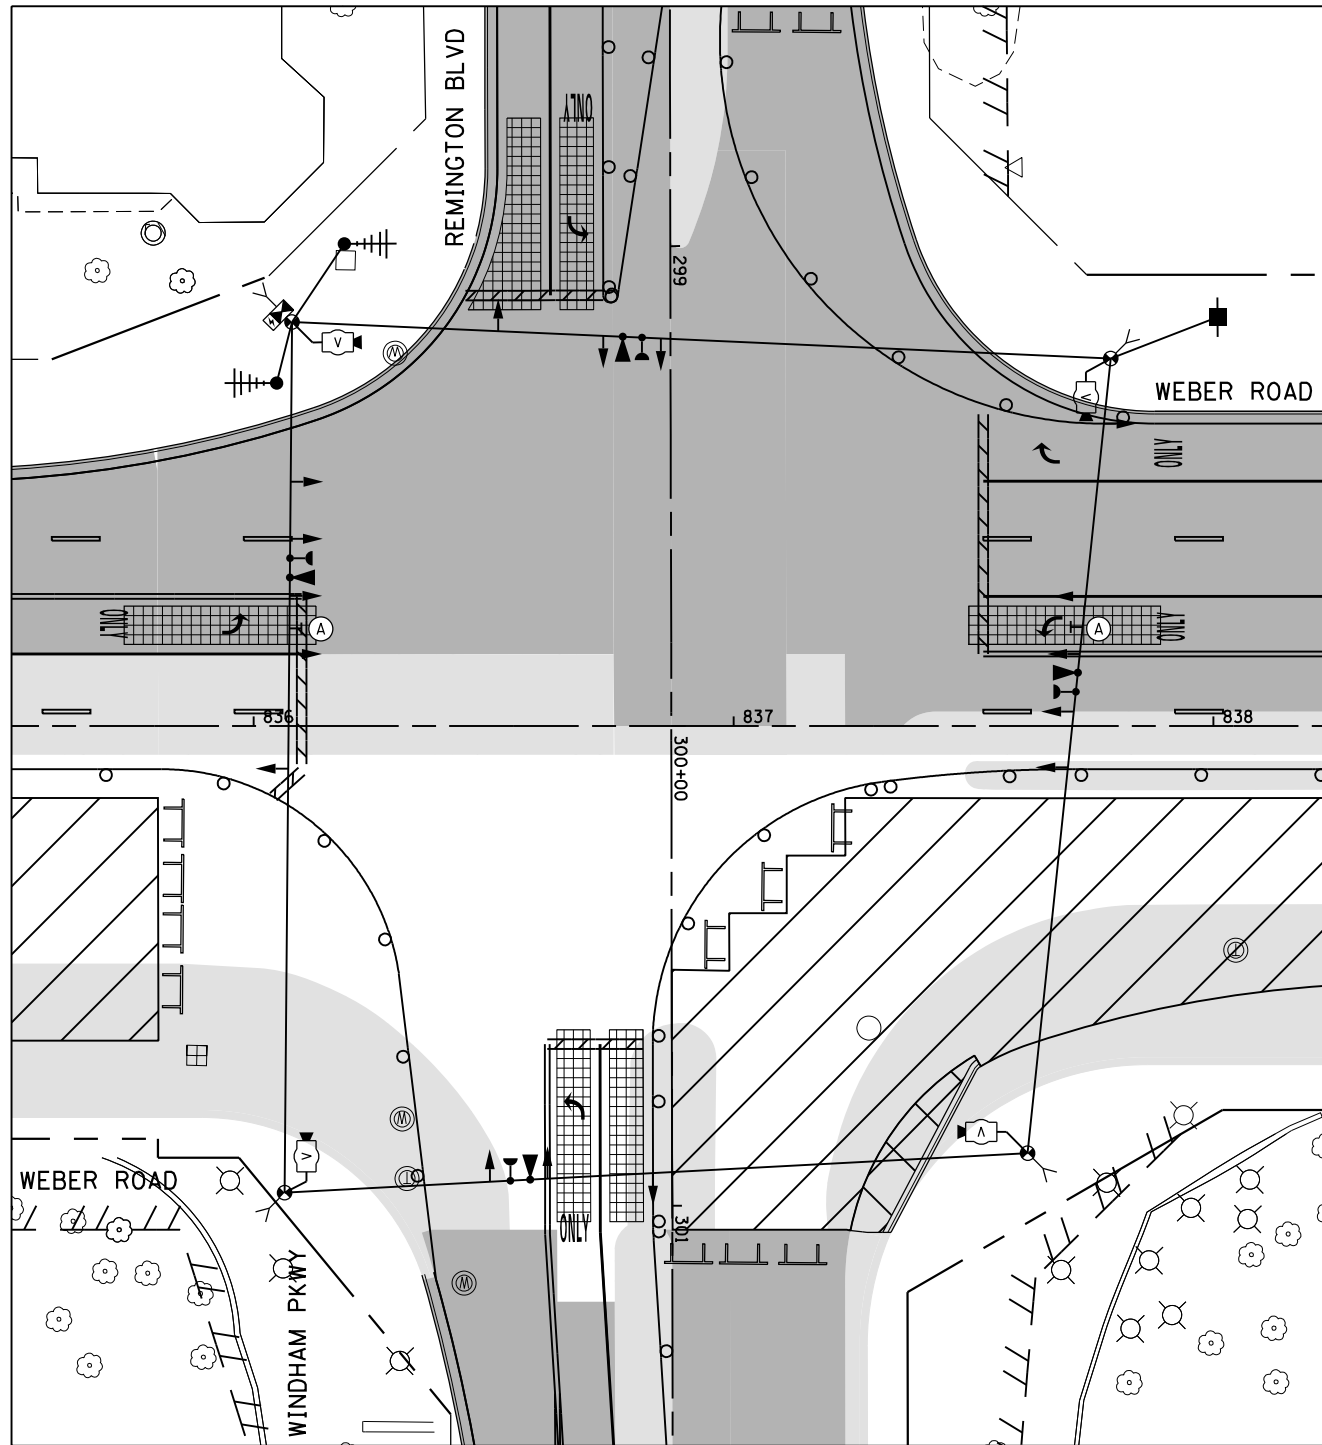 REMINGTON BLVD
ONLY
299
V
W
V
WEBER ROAD
ONLY
ONLY
A
A
ONLY
836
837
838
300+00
T
W
T
V
V
WEBER ROAD
ONLY
301
W
WINDHAM PKWY